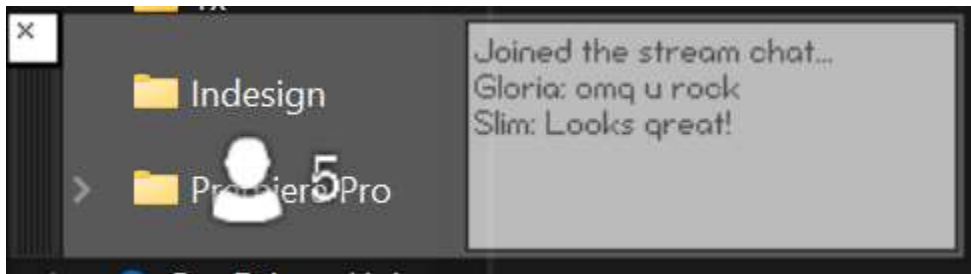 Indesign
5
Premiere Pro
Joined the stream chat...
Gloria: omg u rock
Slim: Looks great!